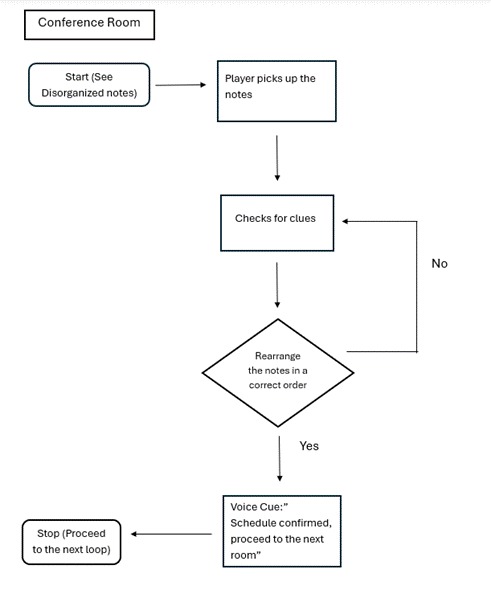 Conference Room
Start (See
Disorganized notes)
Player picks up the
notes
Checks for clues
No
Rearrange
the notes in a
correct order
Yes
Voice Cue:”
Schedule confirmed,
proceed to the next
room”
Stop (Proceed
to the next loop)